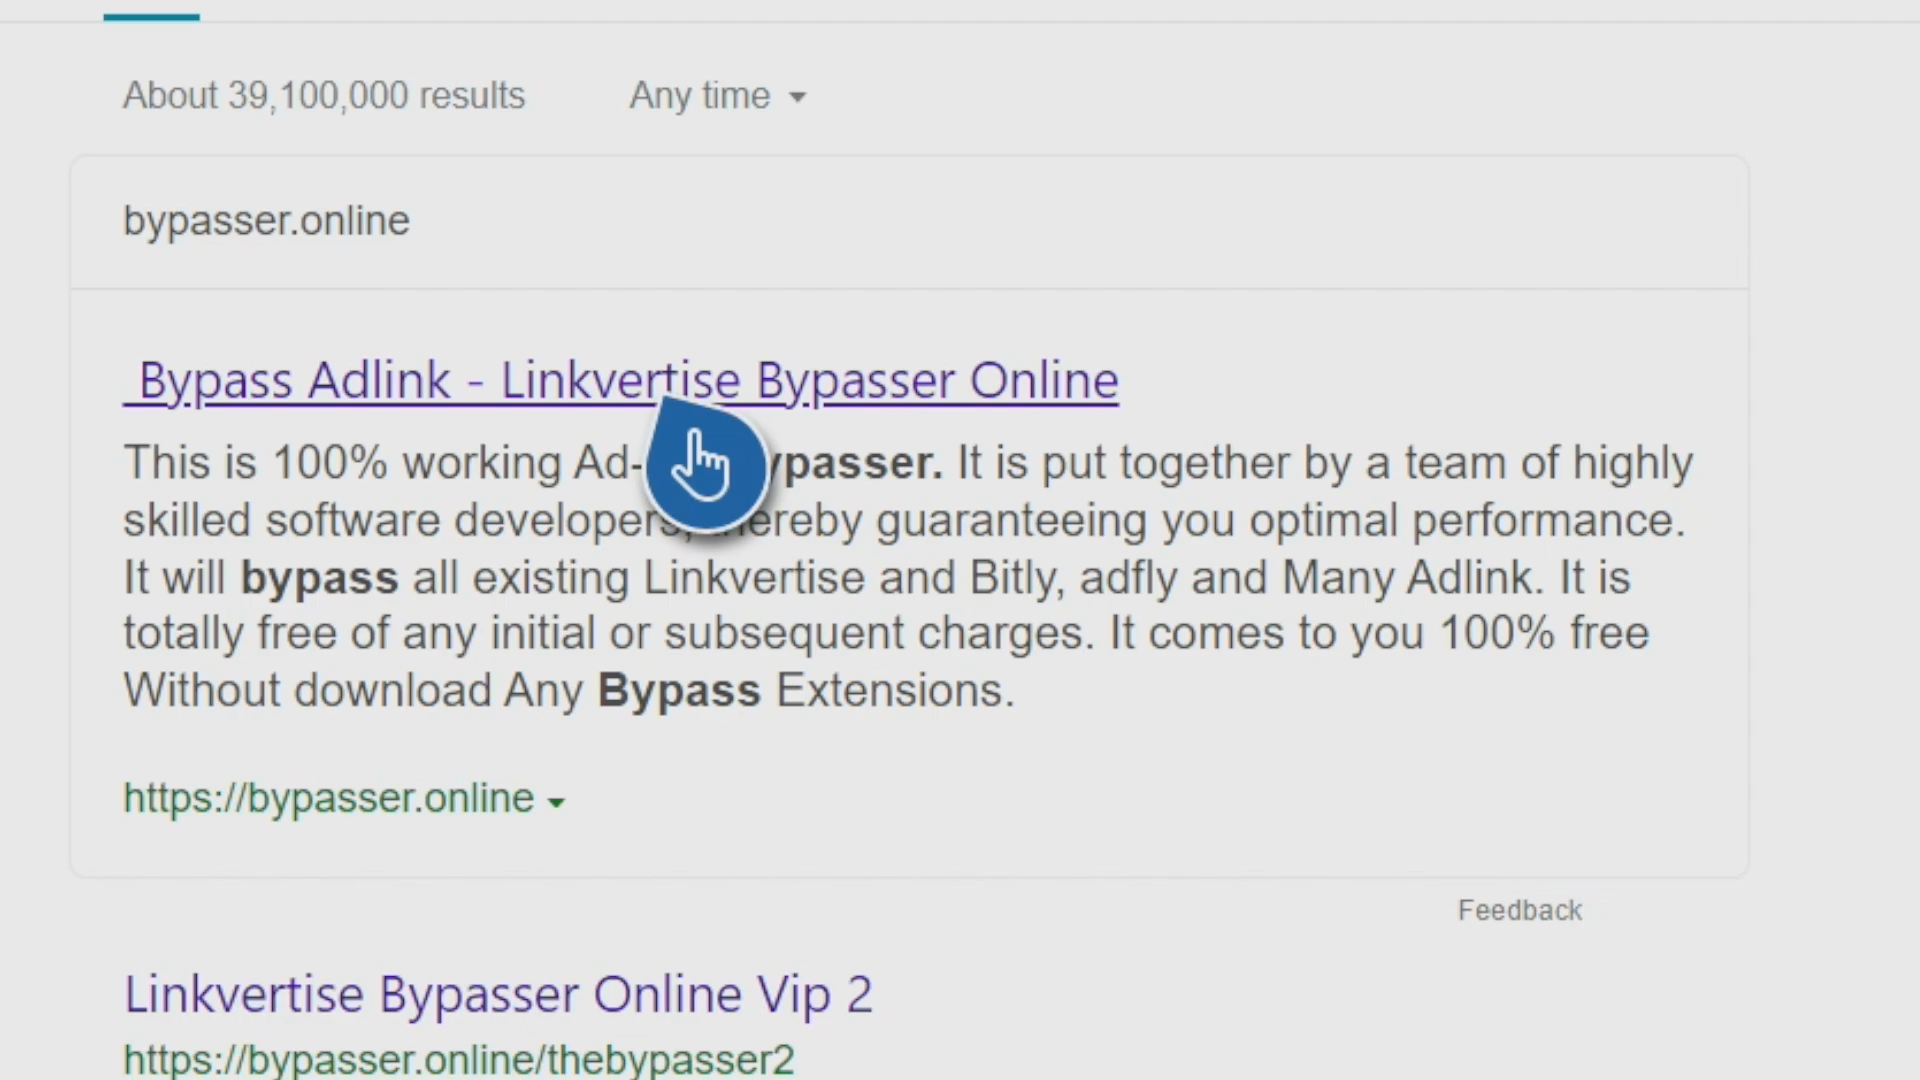 About 39,100,000 results Any time
bypasser.online
Bypass Adlink - Linkvertise Bypasser Online
This is 100% working Ad- ypasser. It is put together by a team of highly
skilled software developers, ereby guaranteeing you optimal performance.
It will bypass all existing Linkvertise and Bitly, adfly and Many Adlink. It is
totally free of any initial or subsequent charges. It comes to you 100% free
Without download Any Bypass Extensions.
https://bypasser.online
Feedback
Linkvertise Bypasser Online Vip 2
https://bypasser.online/thebypasser2